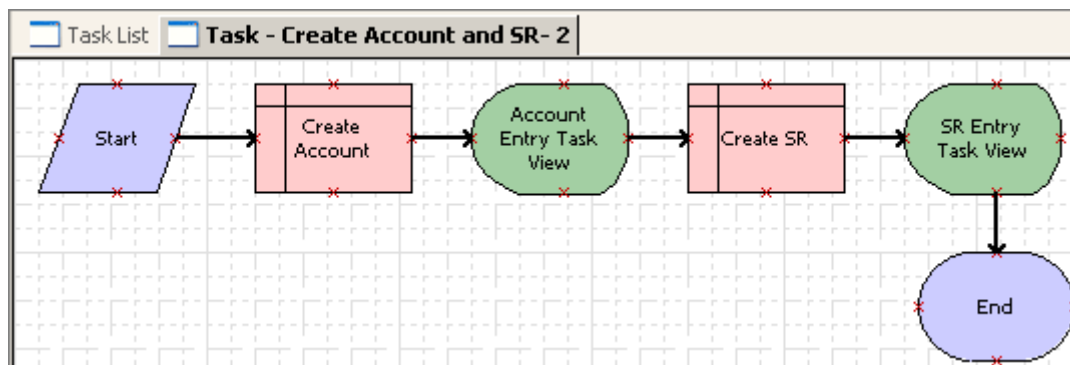 Task List
Task - Create Account and SR- 2
Start
Create
Account
Account
Entry Task
View
Create SR
SR Entry
Task View
End